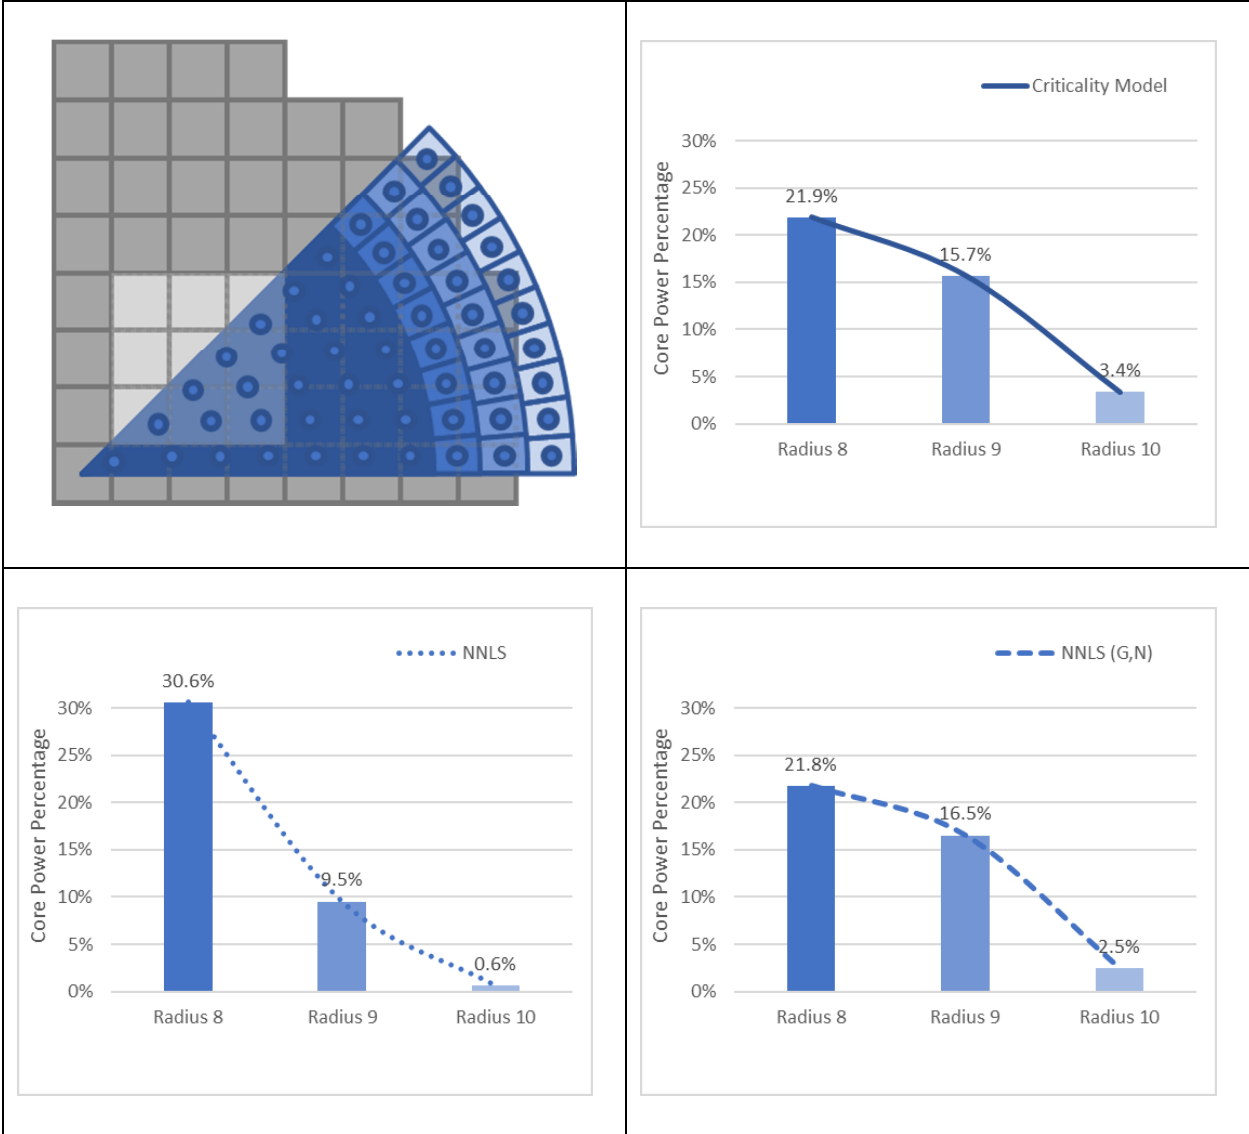 Criticality Model
Core Power Percentage
30%
25%
20%
15%
10%
5%
0%
21.9%
15.7%
3.4%
Radius 8
Radius 9
Radius 10
NNLS
Core Power Percentage
30%
25%
20%
15%
10%
5%
0%
30.6%
9.5%
0.6%
Radius 8
Radius 9
Radius 10
NNLS (G,N)
Core Power Percentage
30%
25%
20%
15%
10%
5%
0%
21.8%
16.5%
2.5%
Radius 8
Radius 9
Radius 10